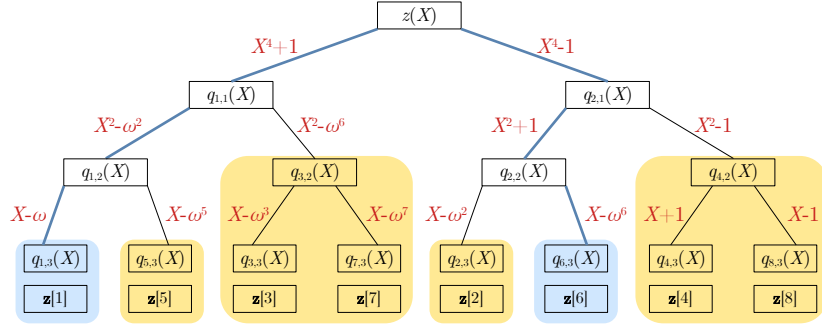 z(X)
X⁴+1 X⁴-1
q₁,₁(X) q₂,₁(X)
X²-ω² X²-ω⁶ X²+1 X²-1
q₁,₂(X) q₃,₂(X) q₂,₂(X) q₄,₂(X)
X-ω X-ω⁵ X-ω³ X-ω⁷ X-ω² X-ω⁶ X+1 X-1
q₁,₃(X) q₅,₃(X) q₃,₃(X) q₇,₃(X) q₂,₃(X) q₆,₃(X) q₄,₃(X) q₈,₃(X)
z[1] z[5] z[3] z[7] z[2] z[6] z[4] z[8]